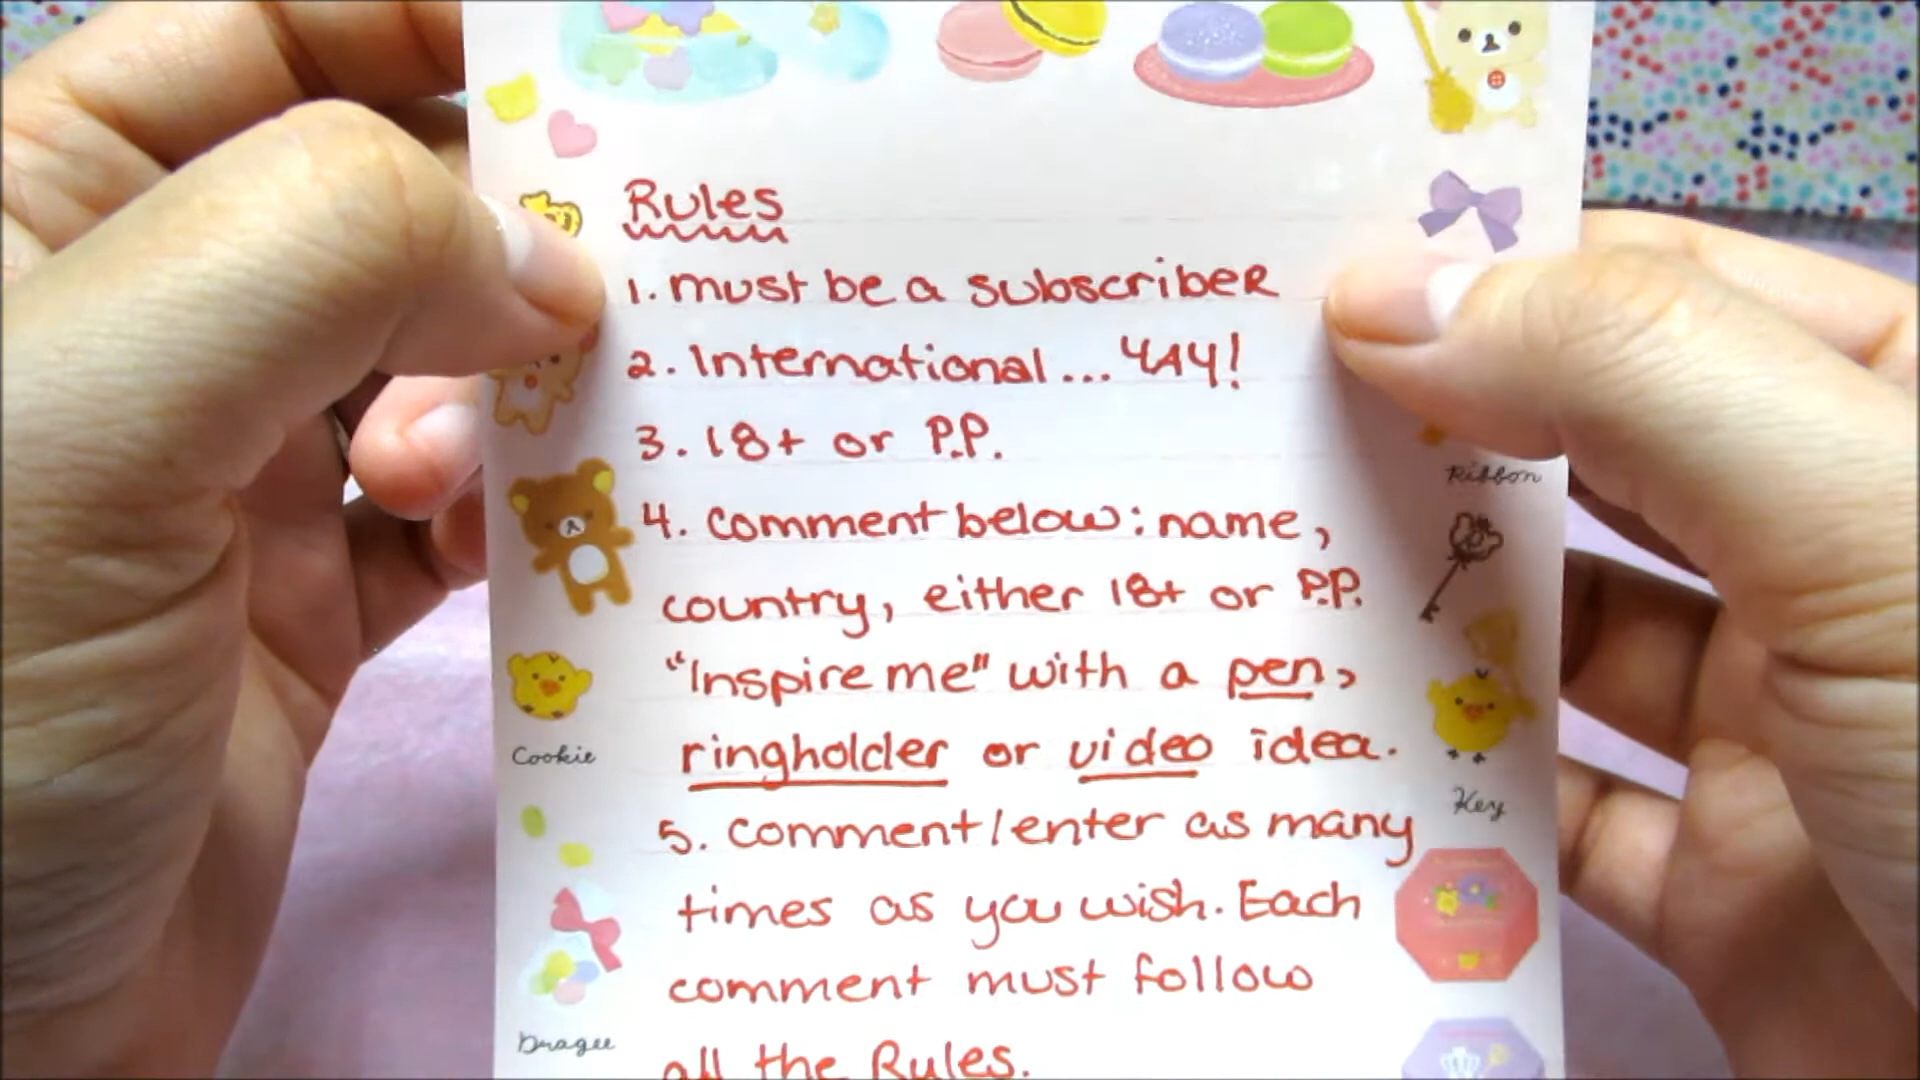 Rules
1. must be a subscriber
2. International... YAY!
3. 18+ or P.P.
Ribbon
4. comment below: name,
country, either 18+ or P.P.
"Inspire me" with a pen,
ringholder or video idea.
Cookie
Key
5. comment/enter as many
times as you wish. Each
comment must follow
Dragee
all the Rules.